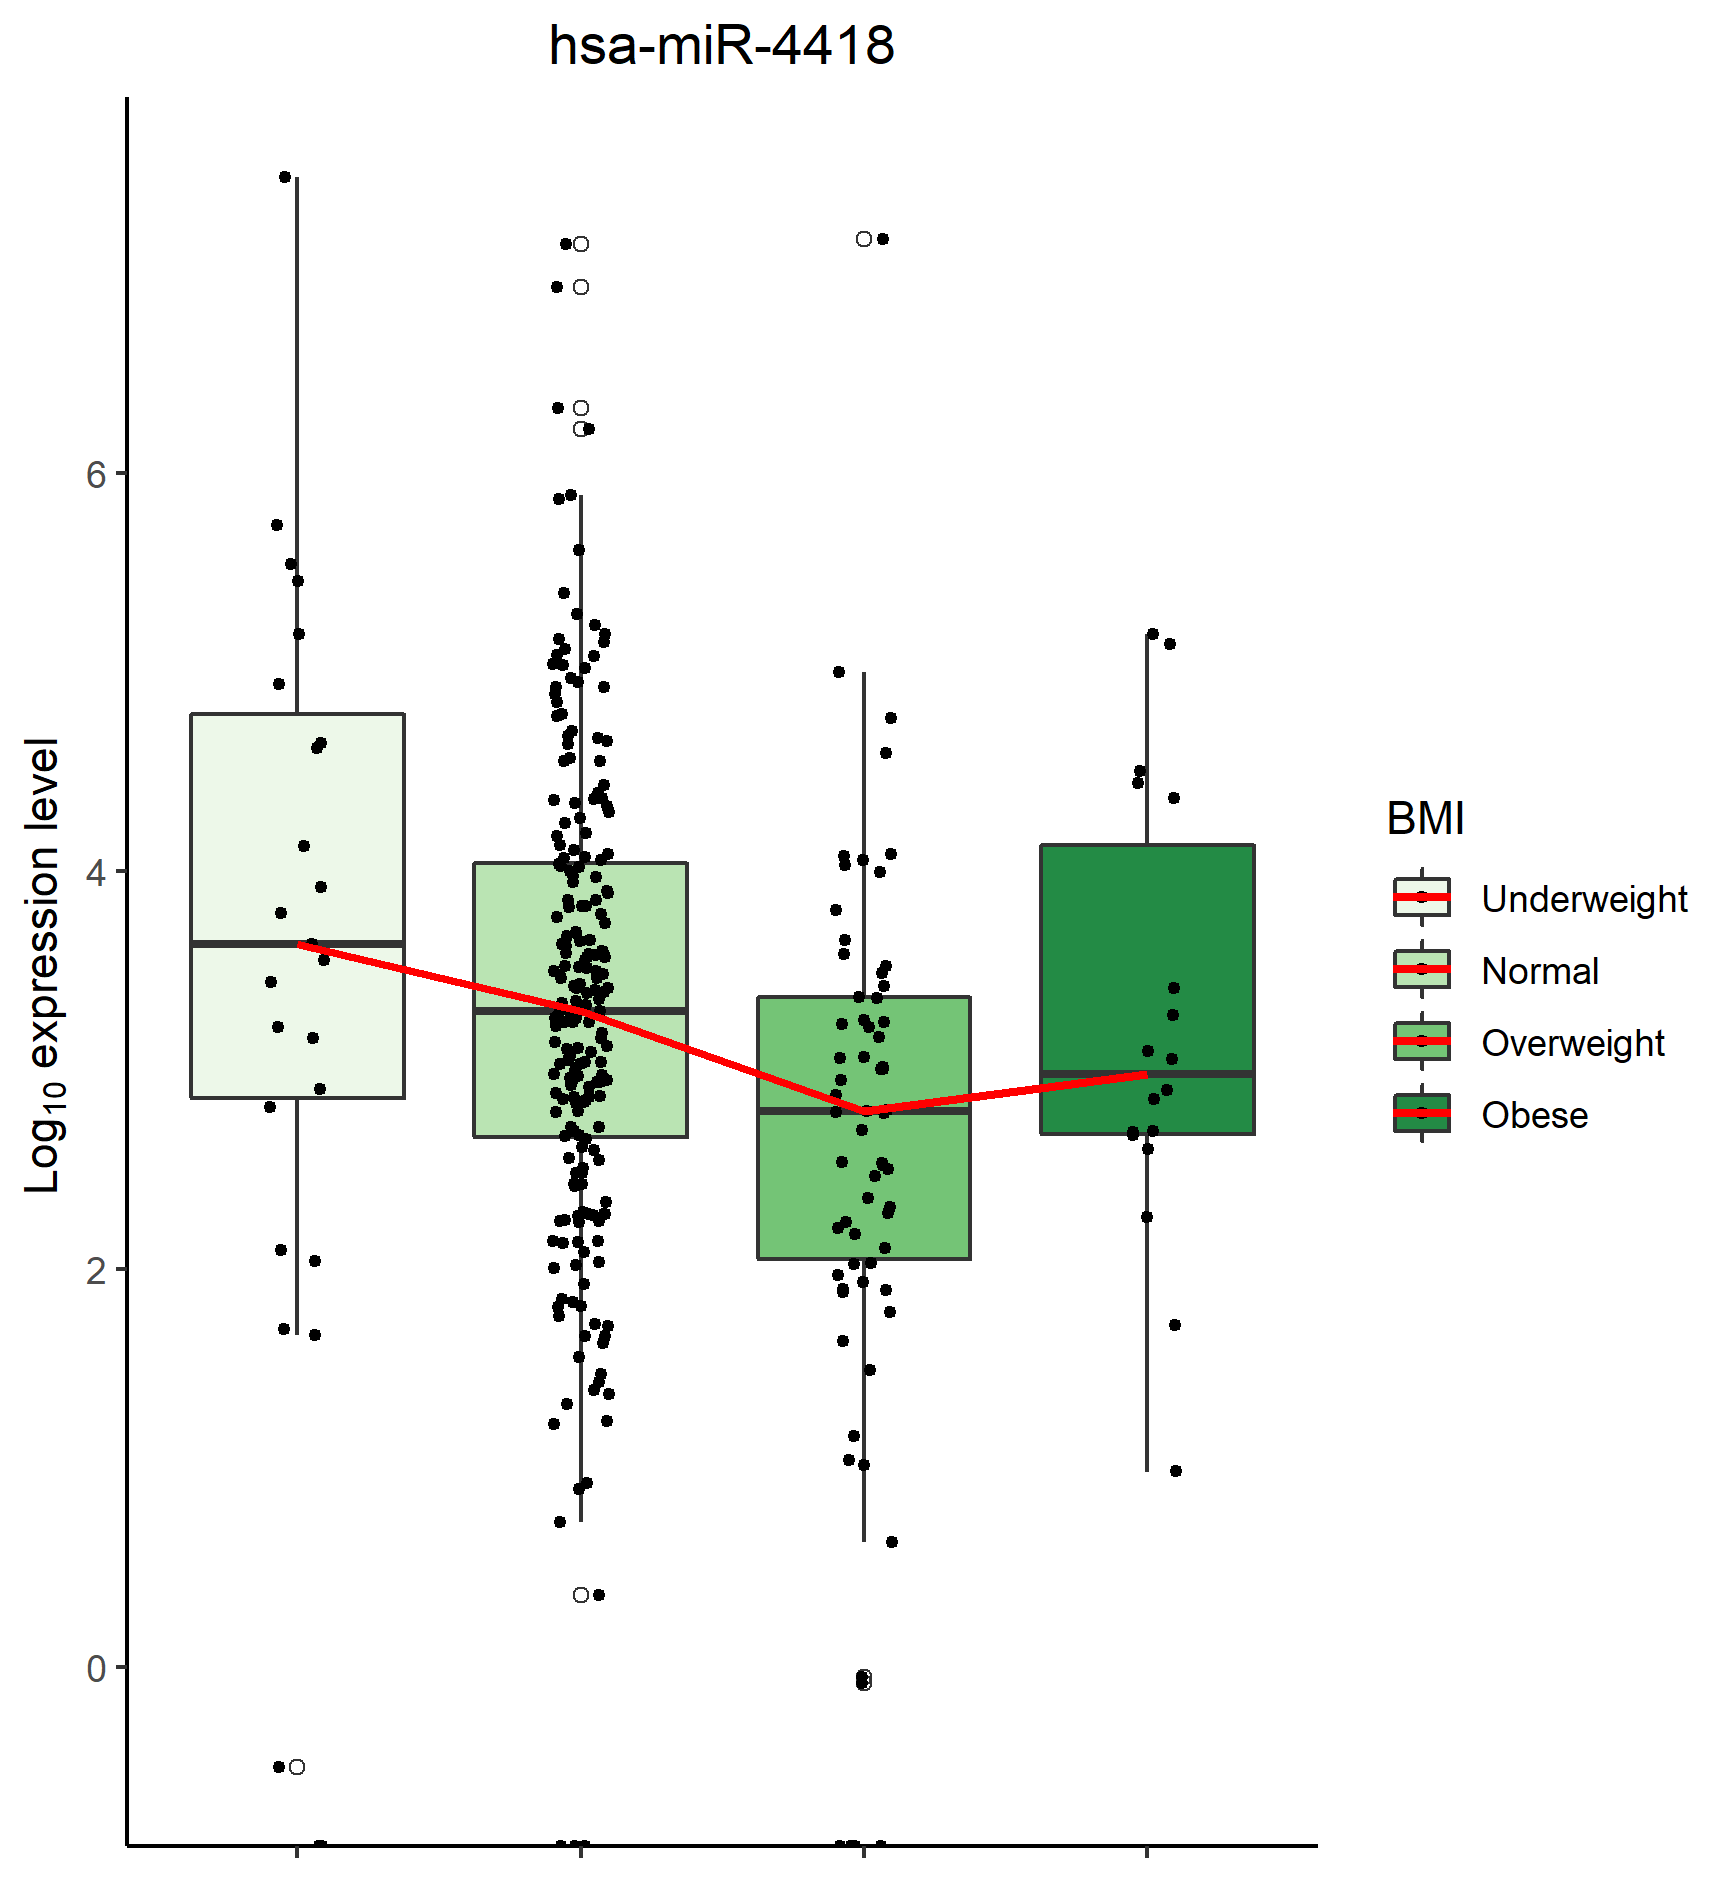 hsa-miR-4418
Log10 expression level
6
4
2
0
BMI
Underweight
Normal
Overweight
Obese